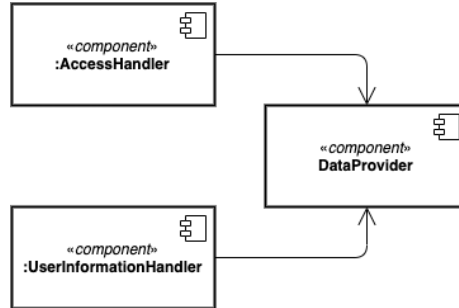 «component»
:AccessHandler
«component»
DataProvider
«component»
:UserInformationHandler